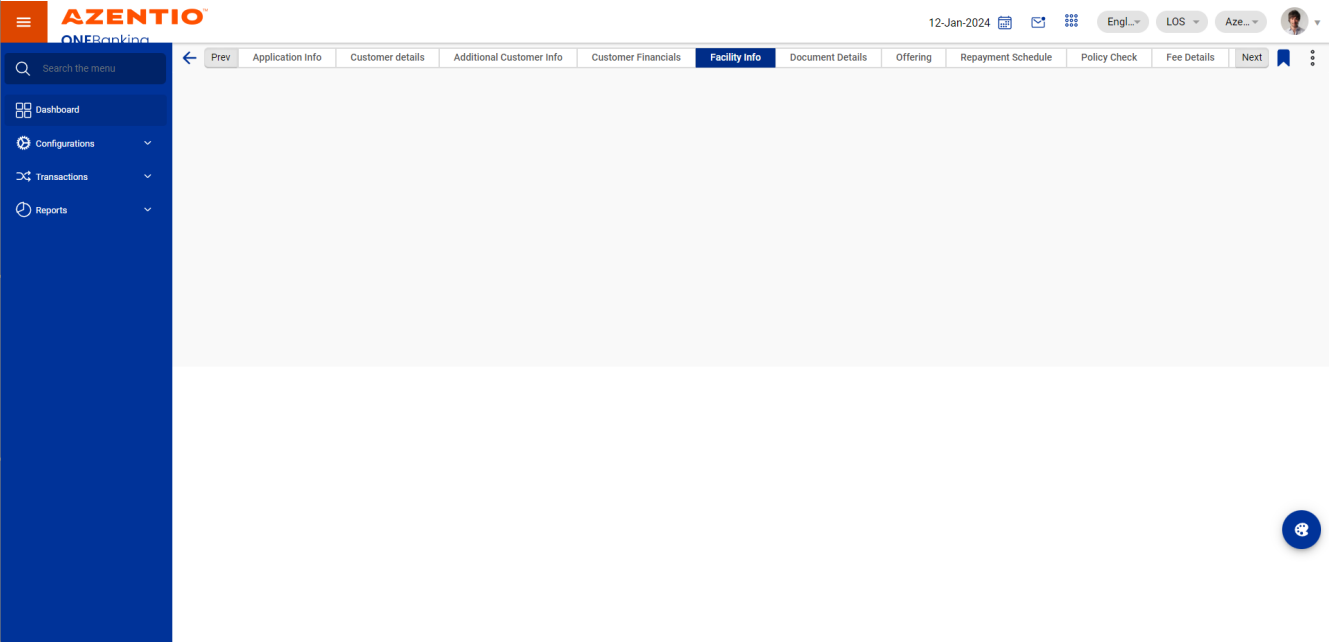 AZENTIO™
ONEBanking
12-Jan-2024
Engl...
LOS
Aze...
Search the menu
Prev
Application Info
Customer details
Additional Customer Info
Customer Financials
Facility Info
Document Details
Offering
Repayment Schedule
Policy Check
Fee Details
Next
Dashboard
Configurations
Transactions
Reports